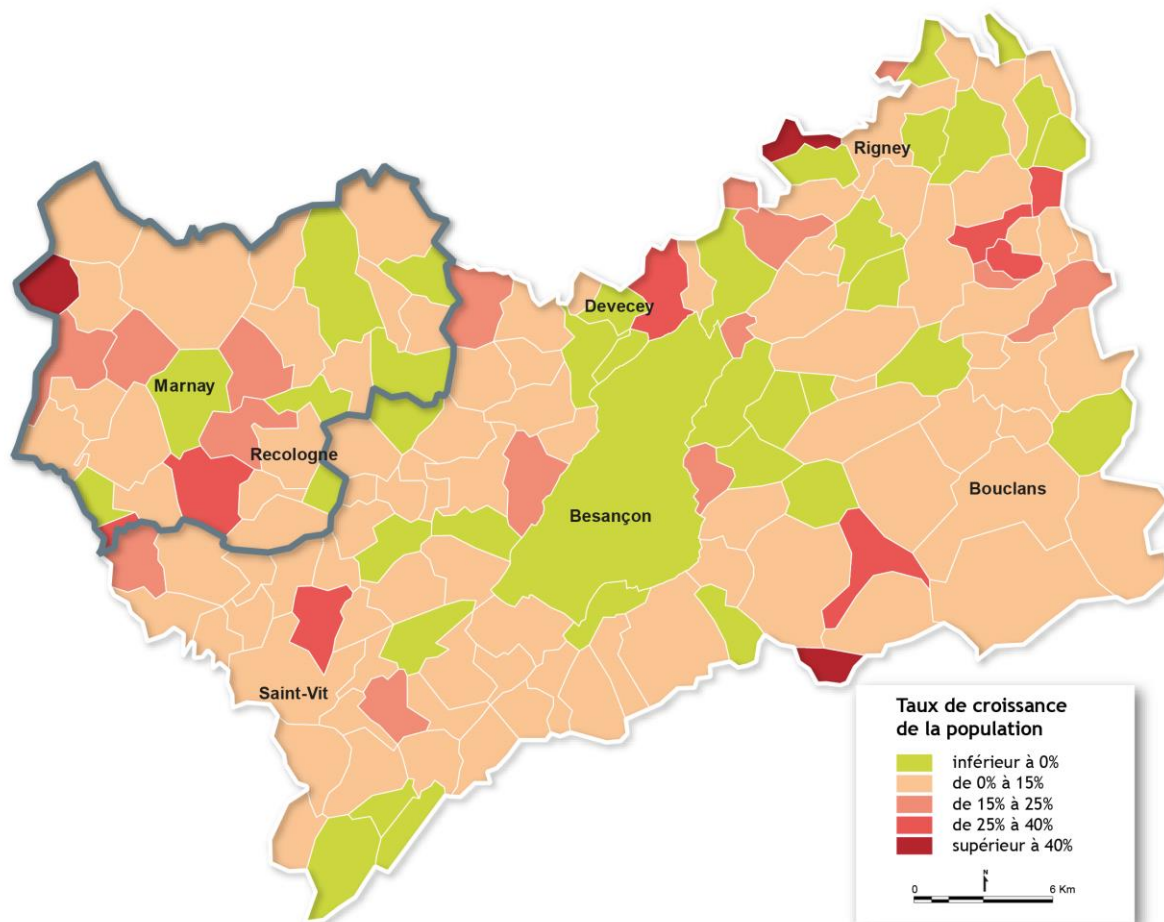 Rigney
Devecey
Marnay
Recologne
Bouclans
Besançon
Saint-Vit
Taux de croissance
de la population
inférieur à 0%
de 0% à 15%
de 15% à 25%
de 25% à 40%
supérieur à 40%
N
0 6 Km